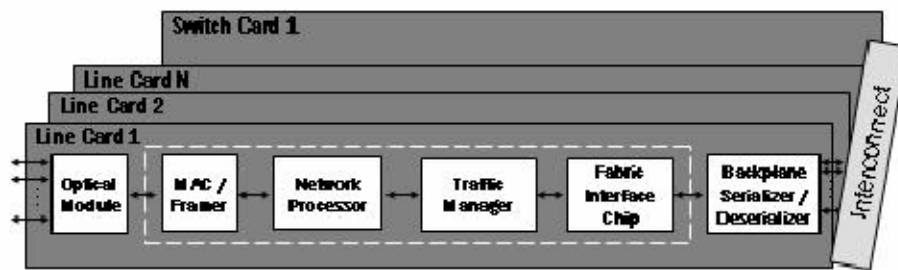 Switch Card 1
Line Card N
Line Card 2
Line Card 1
Optical
Module
MAC /
Framer
Network
Processor
Traffic
Manager
Fabric
Interface
Chip
Backplane
Serializer /
Deserializer
Interconnect